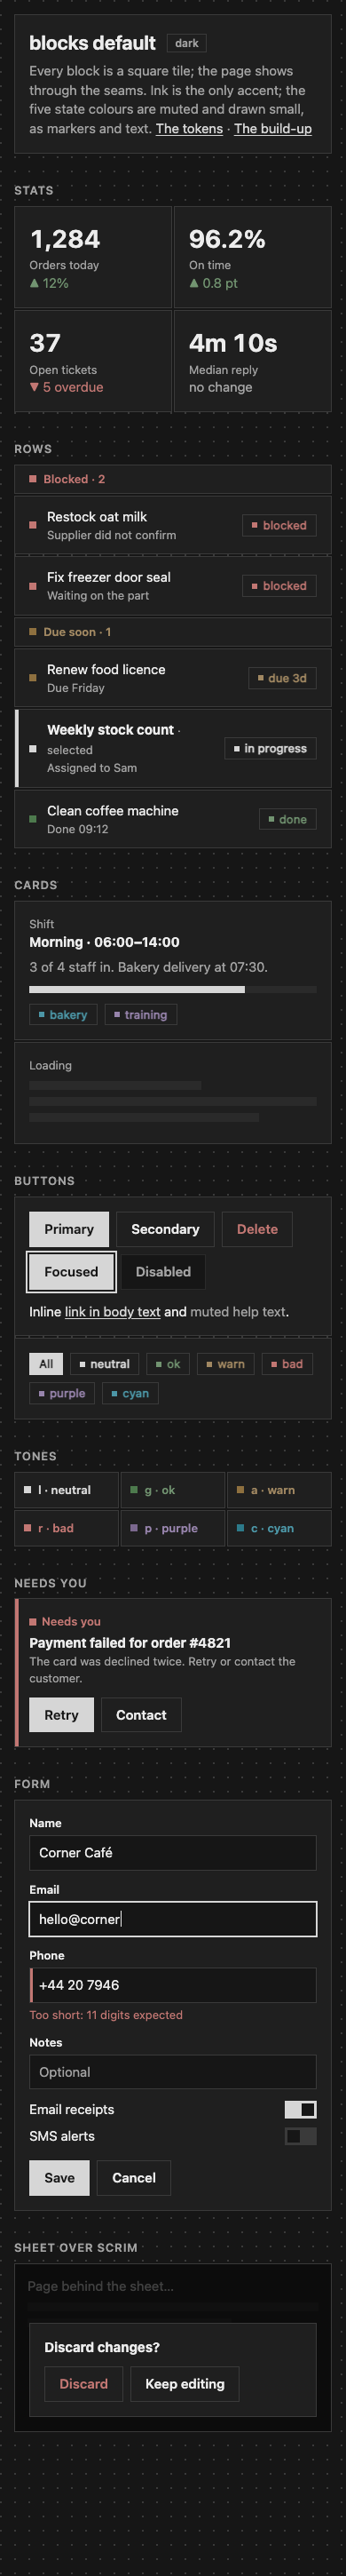 blocks default dark
Every block is a square tile; the page shows
through the seams. Ink is the only accent; the
five state colours are muted and drawn small,
as markers and text. The tokens · The build-up
STATS
1,284
Orders today
▲ 12%
96.2%
On time
▲ 0.8 pt
37
Open tickets
▼ 5 overdue
4m 10s
Median reply
no change
ROWS
Blocked · 2
Restock oat milk
Supplier did not confirm
blocked
Fix freezer door seal
Waiting on the part
blocked
Due soon · 1
Renew food licence
Due Friday
due 3d
Weekly stock count ·
selected
Assigned to Sam
in progress
Clean coffee machine
Done 09:12
done
CARDS
Shift
Morning · 06:00–14:00
3 of 4 staff in. Bakery delivery at 07:30.
bakery training
Loading
BUTTONS
Primary Secondary Delete
Focused Disabled
Inline link in body text and muted help text.
All neutral ok warn bad
purple cyan
TONES
l · neutral g · ok a · warn
r · bad p · purple c · cyan
NEEDS YOU
Needs you
Payment failed for order #4821
The card was declined twice. Retry or contact the
customer.
Retry Contact
FORM
Name
Corner Café
Email
hello@corner
Phone
+44 20 7946
Too short: 11 digits expected
Notes
Optional
Email receipts
SMS alerts
Save Cancel
SHEET OVER SCRIM
Page behind the sheet...
Discard changes?
Discard Keep editing